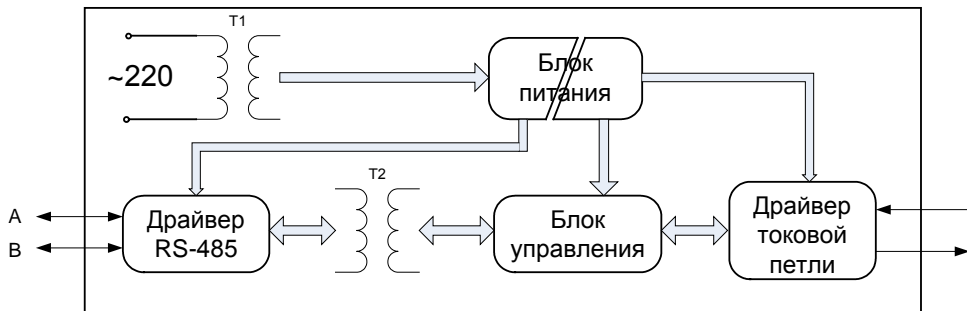 T1
~220
Блок
питания
T2
A
B
Драйвер
RS-485
Блок
управления
Драйвер
токовой
петли